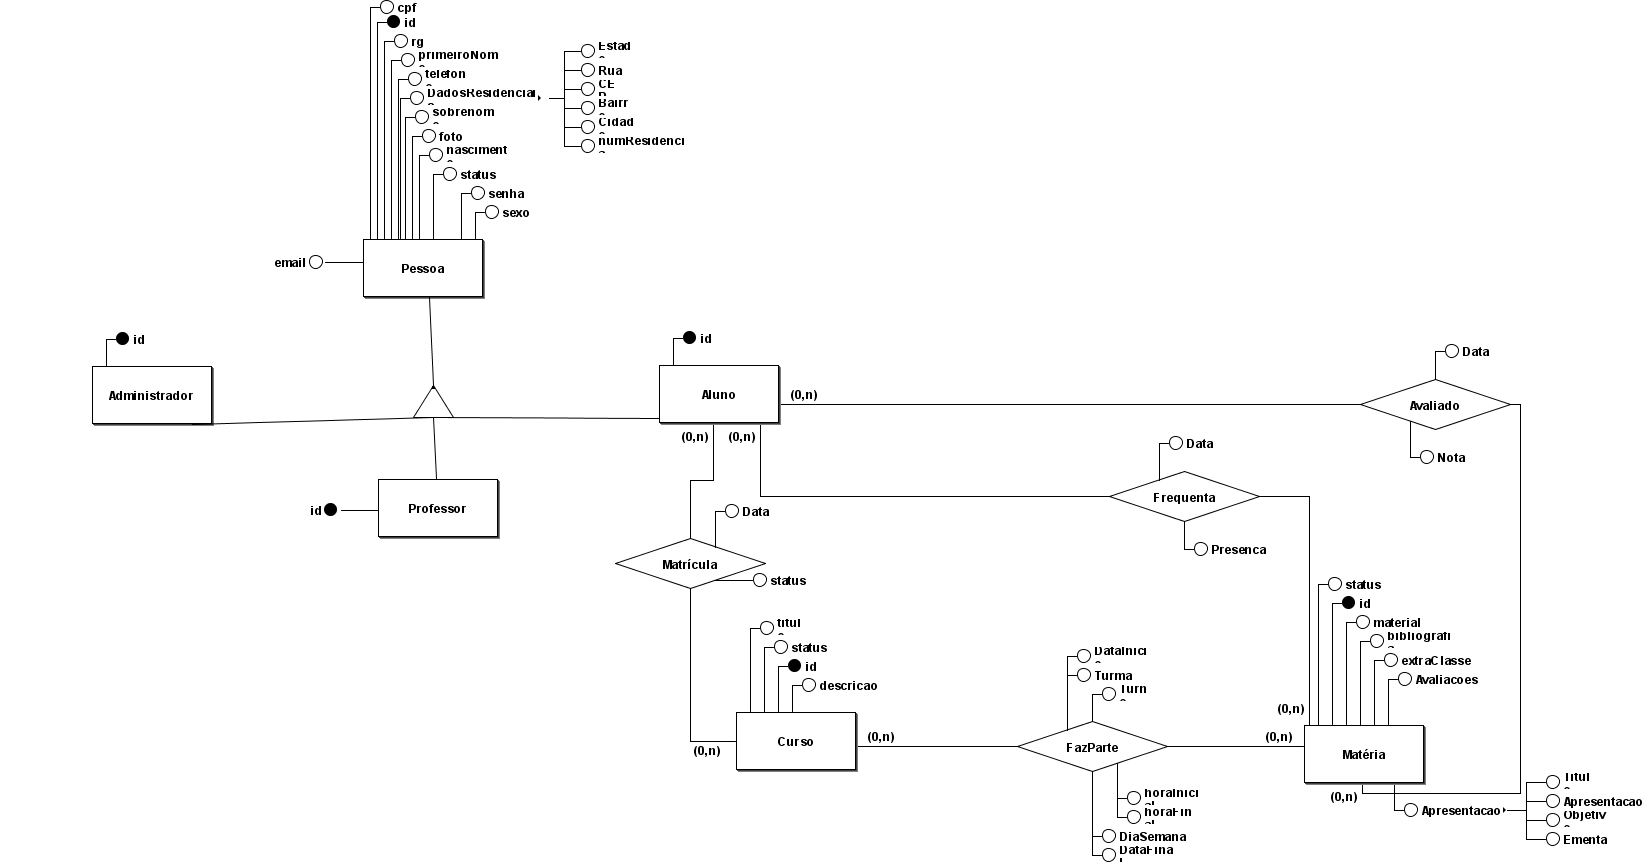 cpf
id
rg
primeiroNom
telefon
DadosResidenciai
sobrenom
foto
nasciment
status
senha
sexo
Estad
Rua
CE
Bairr
Cidad
numResidenci
email
Pessoa
id
Administrador
id
Aluno
(0,n)
(0,n)
(0,n)
Data
Avaliado
Nota
id
Professor
Data
Frequenta
Presenca
Data
Matrícula
status
titul
status
id
descricao
(0,n)
Curso
(0,n)
DataInici
Turma
Turn
FazParte
horaInici
horaFin
DiaSemana
DataFina
(0,n)
(0,n)
status
id
material
bibliografi
extraClasse
Avaliacoes
Matéria
(0,n)
Apresentacao
Titul
Apresentacao
Objetiv
Ementa